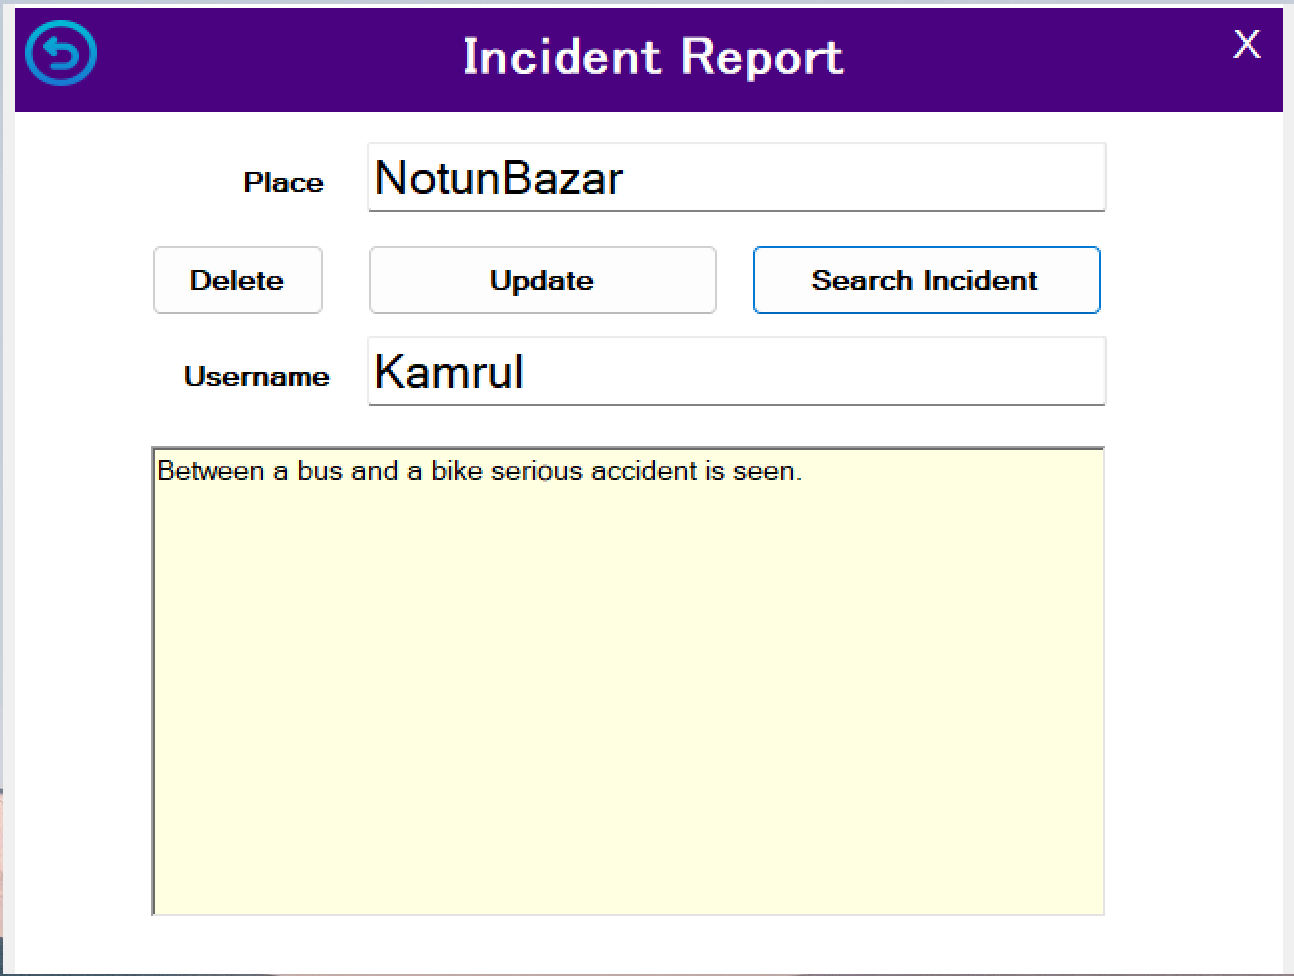 Incident Report
X
Place
NotunBazar
Delete
Update
Search Incident
Username
Kamrul
Between a bus and a bike serious accident is seen.